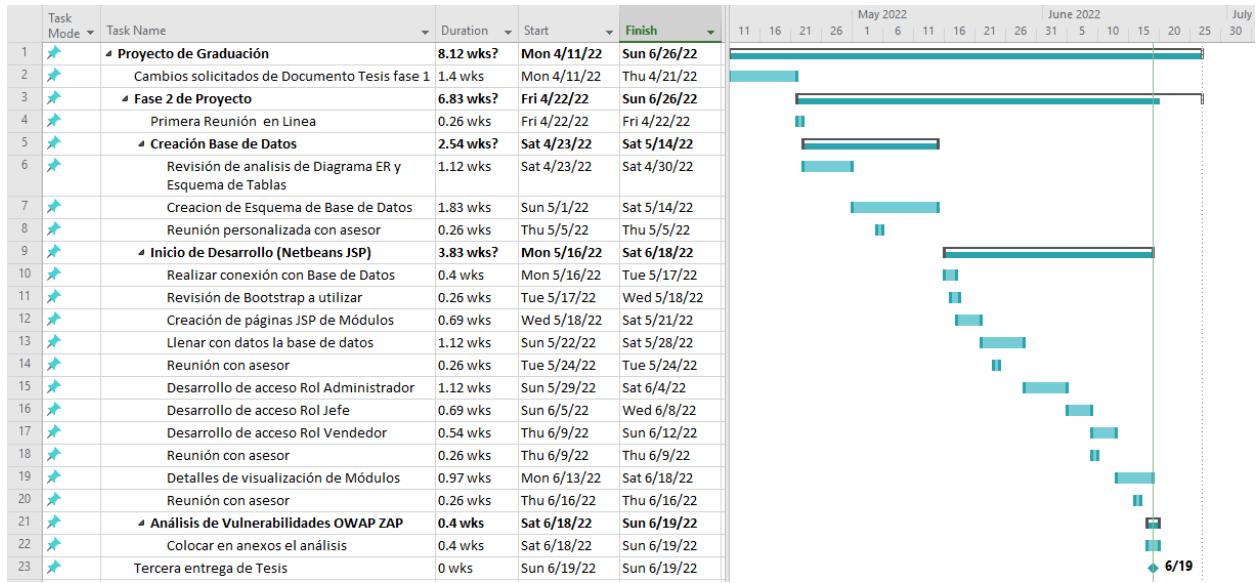 May 2022 June 2022 July
Task Mode Task Name Duration Start Finish 11 16 21 26 1 6 11 16 21 26 31 5 10 15 20 25 30
1 Proyecto de Graduación 8.12 wks Mon 4/11/22 Sun 6/26/22
2 Cambios solicitados de Documento Tesis fase 1 1.4 wks Mon 4/11/22 Thu 4/21/22
3 Fase 2 de Proyecto 6.83 wks? Fri 4/22/22 Sun 6/26/22
4 Primera Reunión en Linea 0.26 wks Fri 4/22/22 Fri 4/22/22
5 Creación Base de Datos 2.54 wks? Sat 4/23/22 Sat 5/14/22
6 Revisión de analisis de Diagrama ER y 1.12 wks Sat 4/23/22 Sat 4/30/22
Esquema de Tablas
7 Creacion de Esquema de Base de Datos 1.83 wks Sun 5/1/22 Sat 5/14/22
8 Reunión personalizada con asesor 0.26 wks Thu 5/5/22 Thu 5/5/22
9 Inicio de Desarrollo (Netbeans JSP) 3.83 wks? Mon 5/16/22 Sat 6/18/22
10 Realizar conexión con Base de Datos 0.4 wks Mon 5/16/22 Tue 5/17/22
11 Revisión de Bootstrap a utilizar 0.26 wks Tue 5/17/22 Wed 5/18/22
12 Creación de páginas JSP de Módulos 0.69 wks Wed 5/18/22 Sat 5/21/22
13 Llenar con datos la base de datos 1.12 wks Sun 5/22/22 Sat 5/28/22
14 Reunión con asesor 0.26 wks Tue 5/24/22 Tue 5/24/22
15 Desarrollo de acceso Rol Administrador 1.12 wks Sun 5/29/22 Sat 6/4/22
16 Desarrollo de acceso Rol Jefe 0.69 wks Sun 6/5/22 Wed 6/8/22
17 Desarrollo de acceso Rol Vendedor 0.54 wks Thu 6/9/22 Sun 6/12/22
18 Reunión con asesor 0.26 wks Thu 6/9/22 Thu 6/9/22
19 Detalles de visualización de Módulos 0.97 wks Mon 6/13/22 Sat 6/18/22
20 Reunión con asesor 0.26 wks Thu 6/16/22 Thu 6/16/22
21 Análisis de Vulnerabilidades OWAP ZAP 0.4 wks Sat 6/18/22 Sun 6/19/22
22 Colocar en anexos el análisis 0.4 wks Sat 6/18/22 Sun 6/19/22
23 Tercera entrega de Tesis 0 wks Sun 6/19/22 Sun 6/19/22 6/19